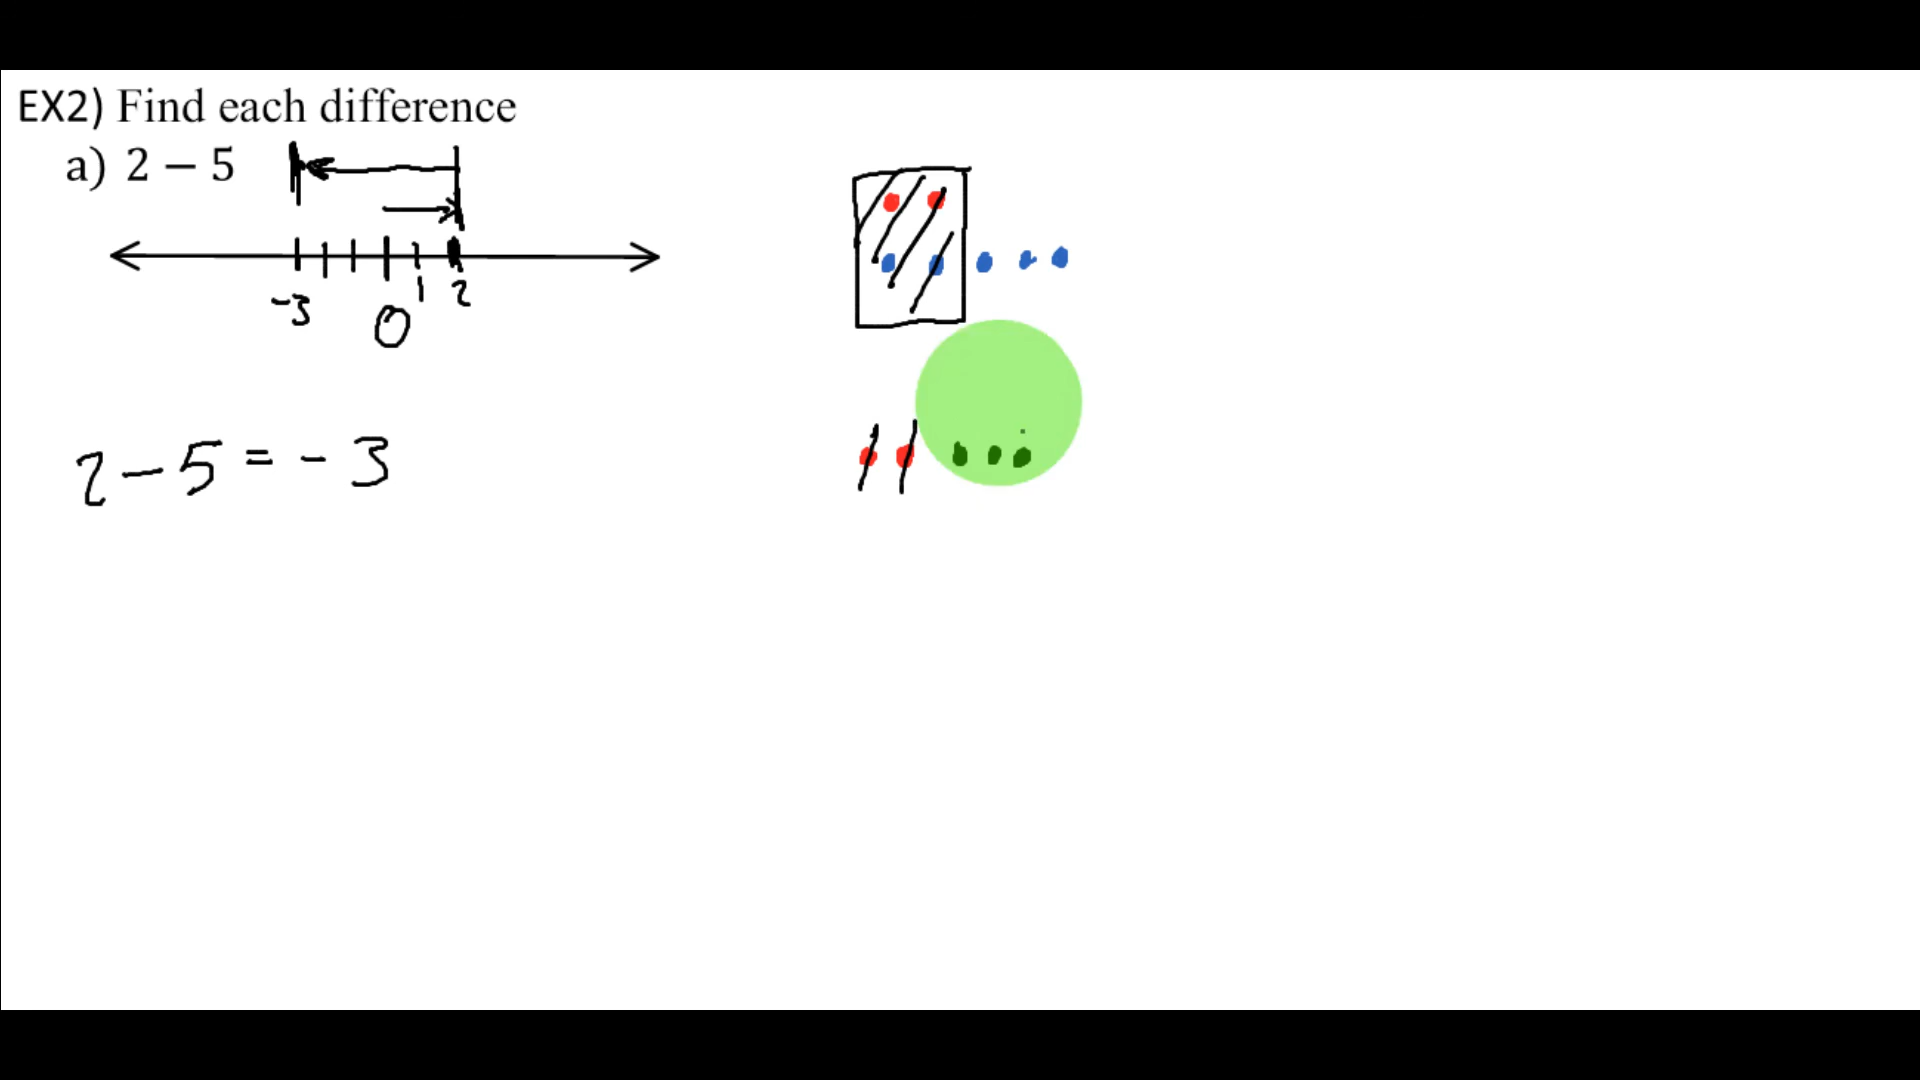 EX2) Find each difference
a) 2 − 5
-3 0 1 2
2 - 5 = - 3